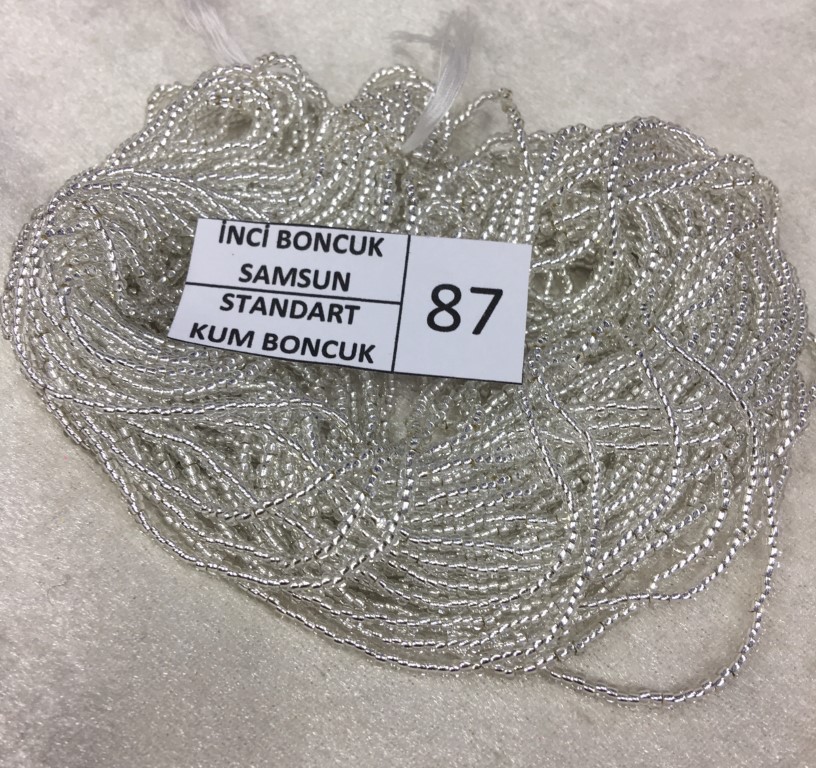 İNCİ BONCUK
SAMSUN
STANDART
KUM BONCUK
87